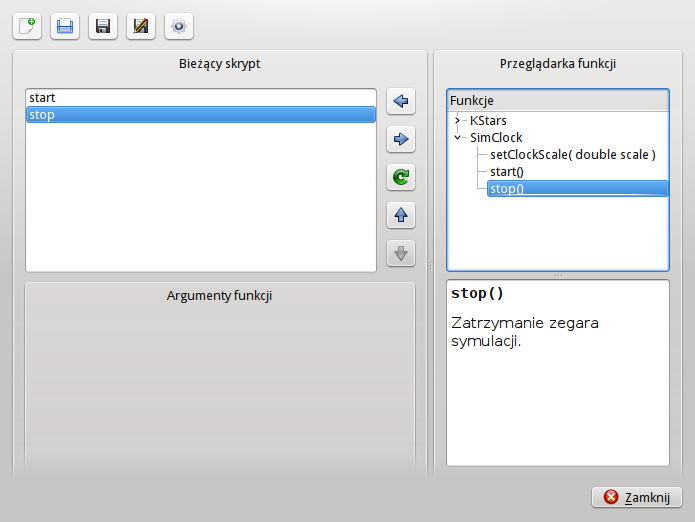 Bieżący skrypt
start
stop
Argumenty funkcji
Przeglądarka funkcji
Funkcje
KStars
SimClock
setClockScale( double scale )
start()
stop()
stop()
Zatrzymanie zegara
symulacji.
Zamknij